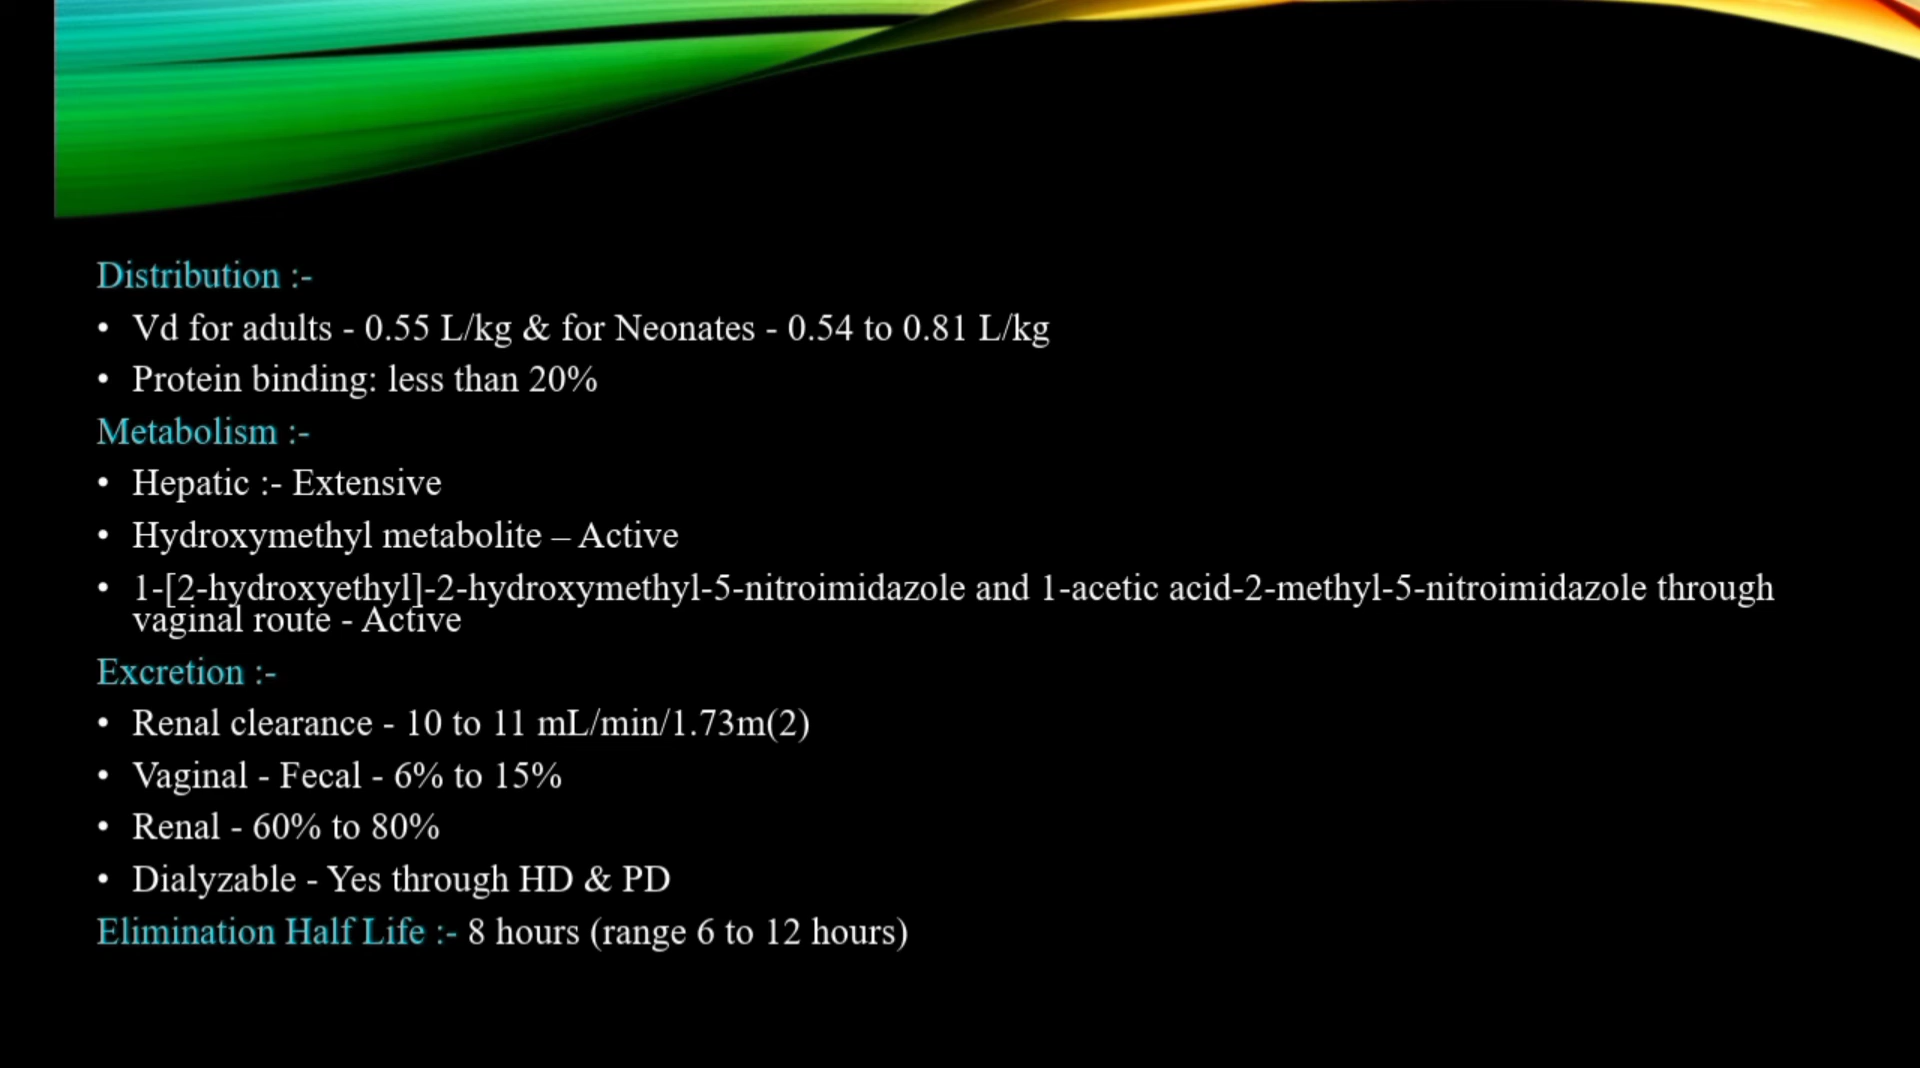 Distribution :-
• Vd for adults - 0.55 L/kg & for Neonates - 0.54 to 0.81 L/kg
• Protein binding: less than 20%
Metabolism :-
• Hepatic :- Extensive
• Hydroxymethyl metabolite – Active
• 1-[2-hydroxyethyl]-2-hydroxymethyl-5-nitroimidazole and 1-acetic acid-2-methyl-5-nitroimidazole through
vaginal route - Active
Excretion :-
• Renal clearance - 10 to 11 mL/min/1.73m(2)
• Vaginal - Fecal - 6% to 15%
• Renal - 60% to 80%
• Dialyzable - Yes through HD & PD
Elimination Half Life :- 8 hours (range 6 to 12 hours)